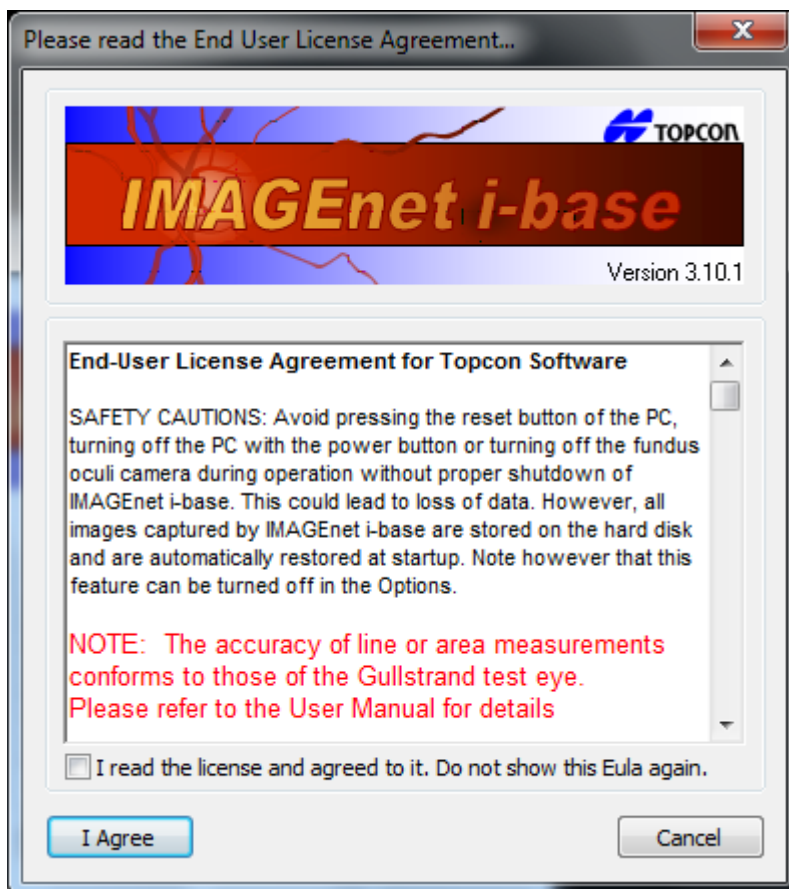 Please read the End User License Agreement...
TOPCON
IMAGEnet i-base
Version 3.10.1
End-User License Agreement for Topcon Software
SAFETY CAUTIONS: Avoid pressing the reset button of the PC,
turning off the PC with the power button or turning off the fundus
oculi camera during operation without proper shutdown of
IMAGEnet i-base. This could lead to loss of data. However, all
images captured by IMAGEnet i-base are stored on the hard disk
and are automatically restored at startup. Note however that this
feature can be turned off in the Options.
NOTE: The accuracy of line or area measurements
conforms to those of the Gullstrand test eye.
Please refer to the User Manual for details
I read the license and agreed to it. Do not show this Eula again.
I Agree
Cancel